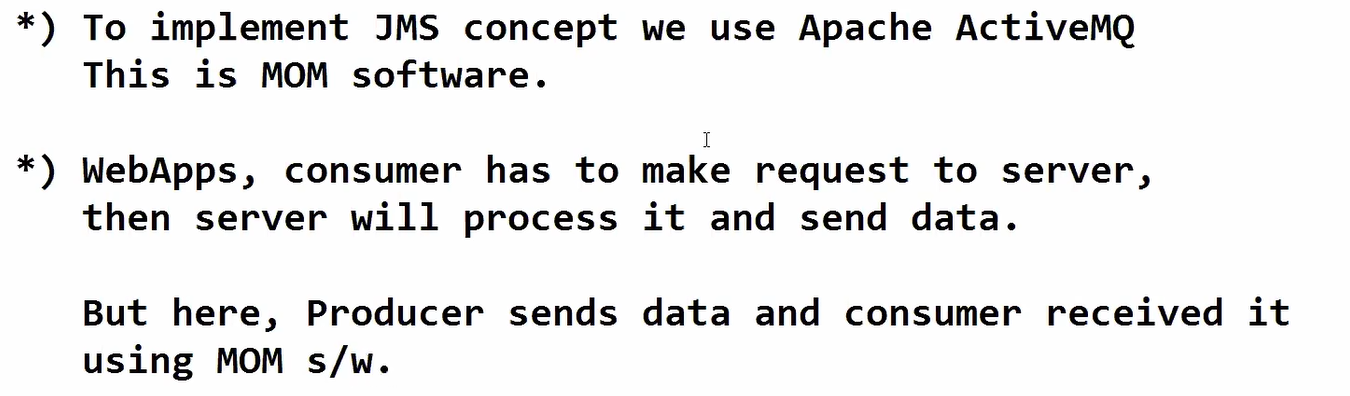 *) To implement JMS concept we use Apache ActiveMQ
This is MOM software.
*) WebApps, consumer has to make request to server,
then server will process it and send data.
But here, Producer sends data and consumer received it
using MOM s/w.